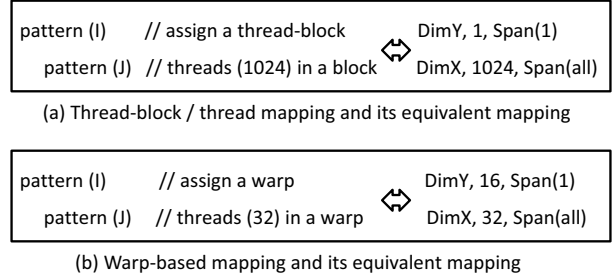 pattern (I) // assign a thread-block ⇔ DimY, 1, Span(1)
pattern (J) // threads (1024) in a block DimX, 1024, Span(all)
(a) Thread-block / thread mapping and its equivalent mapping
pattern (I) // assign a warp ⇔ DimY, 16, Span(1)
pattern (J) // threads (32) in a warp DimX, 32, Span(all)
(b) Warp-based mapping and its equivalent mapping